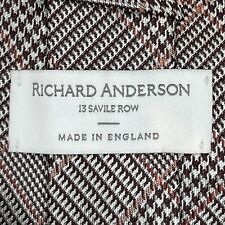 RICHARD ANDERSON
13 SAVILE ROW
MADE IN ENGLAND